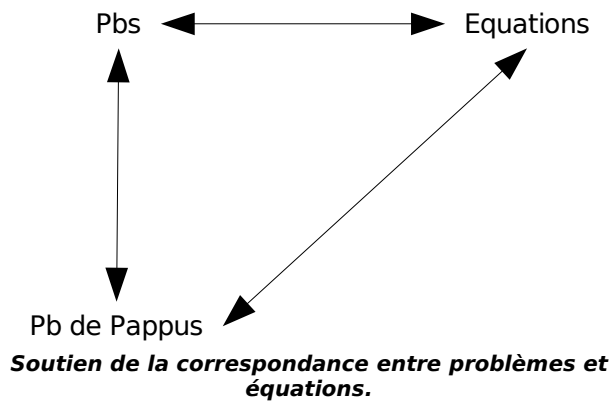 Pbs Equations
Pb de Pappus
Soutien de la correspondance entre problèmes et
équations.